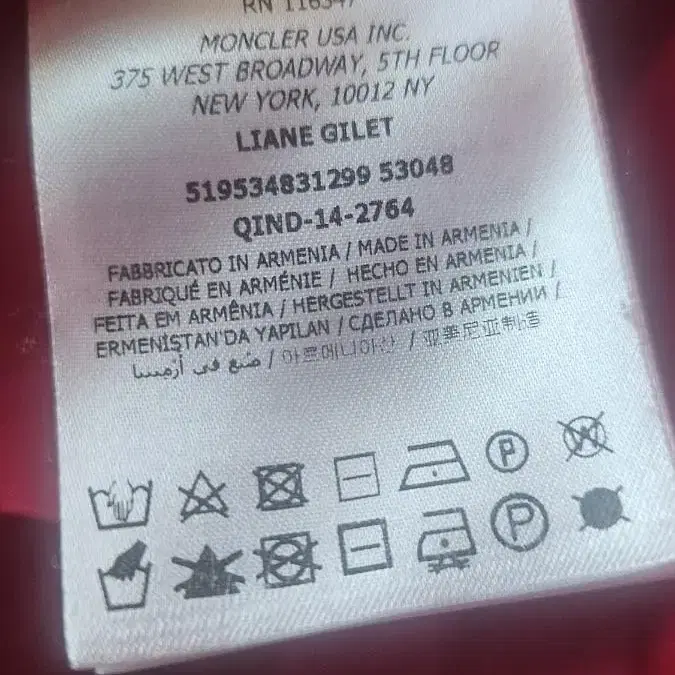 RN 116347
MONCLER USA INC.
375 WEST BROADWAY, 5TH FLOOR
NEW YORK, 10012 NY
LIANE GILET
519534831299 53048
QIND-14-2764
FABBRICATO IN ARMENIA / MADE IN ARMENIA /
FABRIQUÉ EN ARMÉNIE / HECHO EN ARMENIA /
FEITA EM ARMÊNIA / HERGESTELLT IN ARMENIEN /
ERMENİSTAN'DA YAPILAN / СДЕЛАНО В АРМЕНИИ /
صنع في أرمينيا / 아르메니아산 / 亚美尼亚制造
P W
P